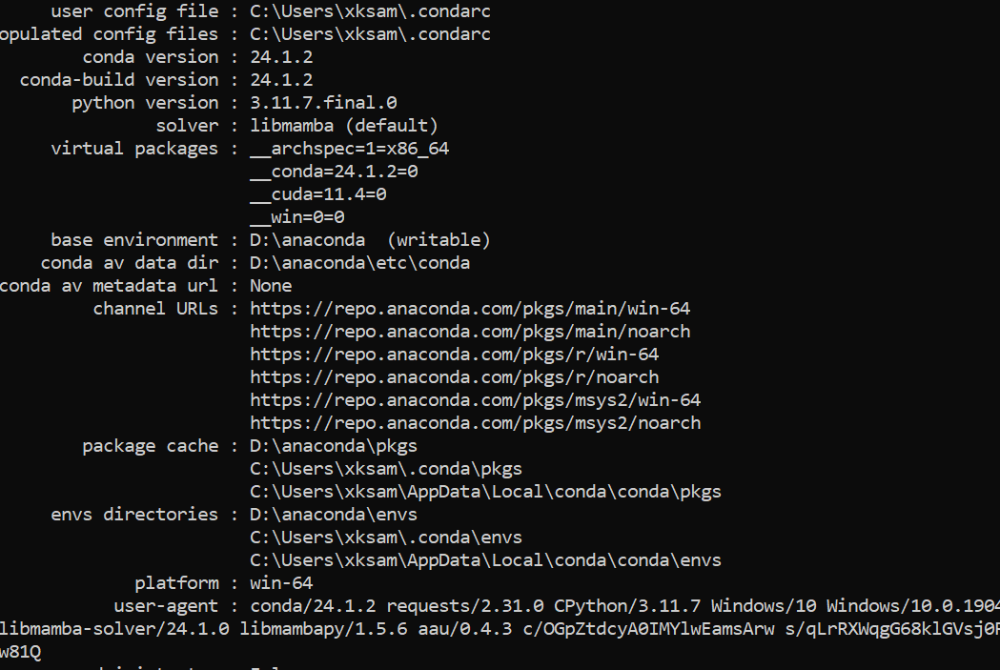 user config file : C:\Users\xksam\.condarc
opulated config files : C:\Users\xksam\.condarc
conda version : 24.1.2
conda-build version : 24.1.2
python version : 3.11.7.final.0
solver : libmamba (default)
virtual packages : __archspec=1=x86_64
__conda=24.1.2=0
__cuda=11.4=0
__win=0=0
base environment : D:\anaconda  (writable)
conda av data dir : D:\anaconda\etc\conda
conda av metadata url : None
channel URLs : https://repo.anaconda.com/pkgs/main/win-64
https://repo.anaconda.com/pkgs/main/noarch
https://repo.anaconda.com/pkgs/r/win-64
https://repo.anaconda.com/pkgs/r/noarch
https://repo.anaconda.com/pkgs/msys2/win-64
https://repo.anaconda.com/pkgs/msys2/noarch
package cache : D:\anaconda\pkgs
C:\Users\xksam\.conda\pkgs
C:\Users\xksam\AppData\Local\conda\conda\pkgs
envs directories : D:\anaconda\envs
C:\Users\xksam\.conda\envs
C:\Users\xksam\AppData\Local\conda\conda\envs
platform : win-64
user-agent : conda/24.1.2 requests/2.31.0 CPython/3.11.7 Windows/10 Windows/10.0.1904
libmamba-solver/24.1.0 libmambapy/1.5.6 aau/0.4.3 c/OGpZtdcyA0IMYlwEamsArw s/qLrRXWqgG68klGVsj0
w81Q